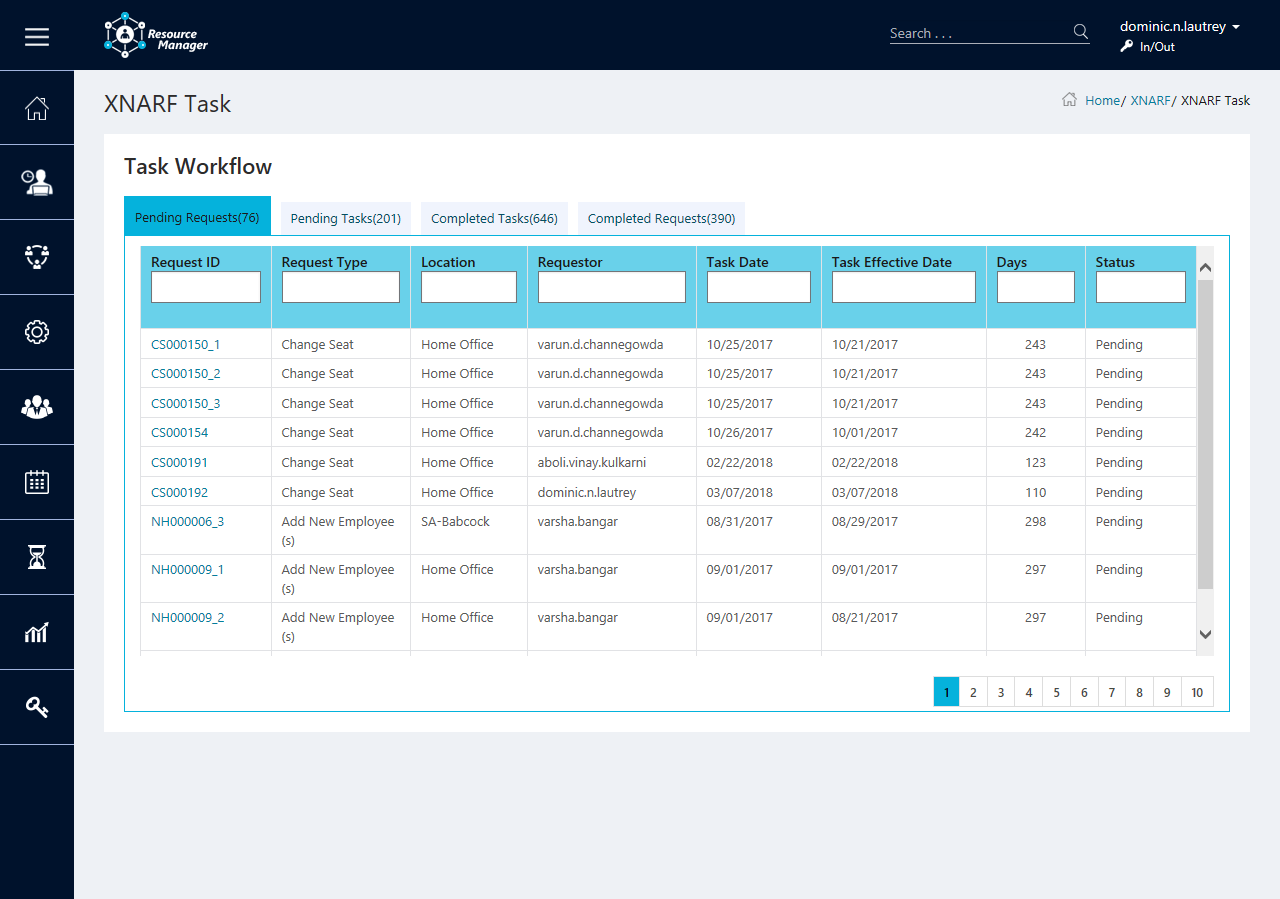 Resource
Manager
Search . . .
dominic.n.lautrey
In/Out
XNARF Task
Home/ XNARF/ XNARF Task
Task Workflow
Pending Requests(76) Pending Tasks(201) Completed Tasks(646) Completed Requests(390)
Request ID Request Type Location Requestor Task Date Task Effective Date Days Status
CS000150_1 Change Seat Home Office varun.d.channegowda 10/25/2017 10/21/2017 243 Pending
CS000150_2 Change Seat Home Office varun.d.channegowda 10/25/2017 10/21/2017 243 Pending
CS000150_3 Change Seat Home Office varun.d.channegowda 10/25/2017 10/21/2017 243 Pending
CS000154 Change Seat Home Office varun.d.channegowda 10/26/2017 10/01/2017 242 Pending
CS000191 Change Seat Home Office aboli.vinay.kulkarni 02/22/2018 02/22/2018 123 Pending
CS000192 Change Seat Home Office dominic.n.lautrey 03/07/2018 03/07/2018 110 Pending
NH000006_3 Add New Employee SA-Babcock varsha.bangar 08/31/2017 08/29/2017 298 Pending
(s)
NH000009_1 Add New Employee Home Office varsha.bangar 09/01/2017 09/01/2017 297 Pending
(s)
NH000009_2 Add New Employee Home Office varsha.bangar 09/01/2017 08/21/2017 297 Pending
(s)
1 2 3 4 5 6 7 8 9 10